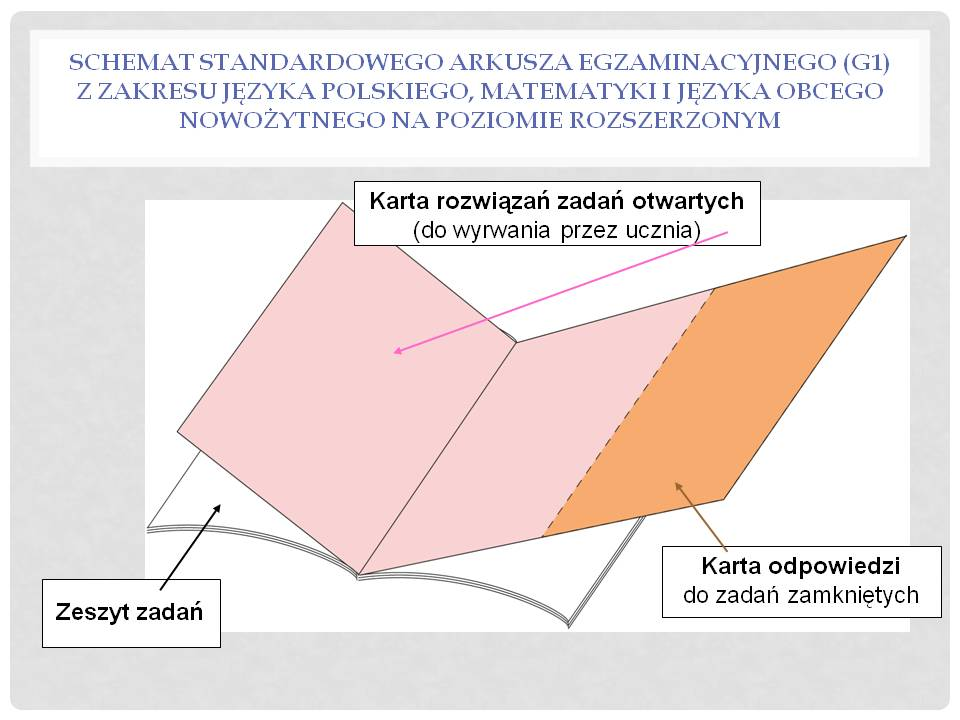 SCHEMAT STANDARDOWEGO ARKUSZA EGZAMINACYJNEGO (G1)
Z ZAKRESU JĘZYKA POLSKIEGO, MATEMATYKI I JĘZYKA OBCEGO
NOWOŻYTNEGO NA POZIOMIE ROZSZERZONYM
Karta rozwiązań zadań otwartych
(do wyrwania przez ucznia)
Karta odpowiedzi
do zadań zamkniętych
Zeszyt zadań